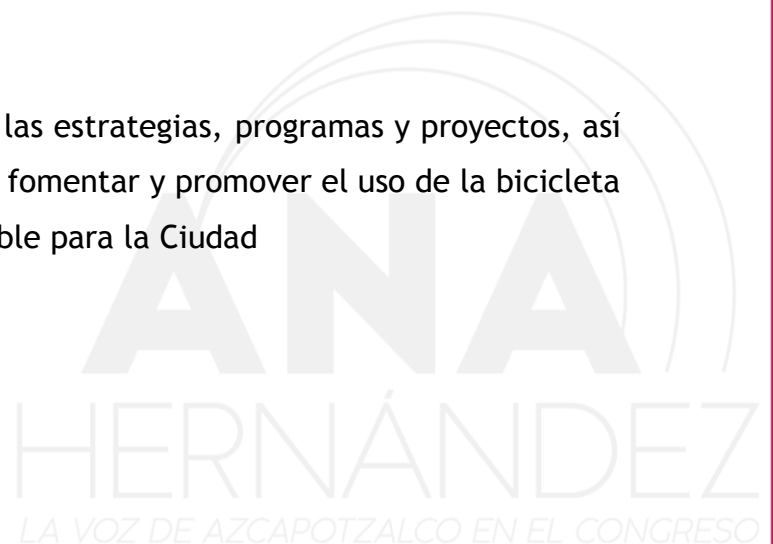 las estrategias, programas y proyectos, así
fomentar y promover el uso de la bicicleta
ble para la Ciudad
ANA
HERNÁNDEZ
LA VOZ DE AZCAPOTZALCO EN EL CONGRESO